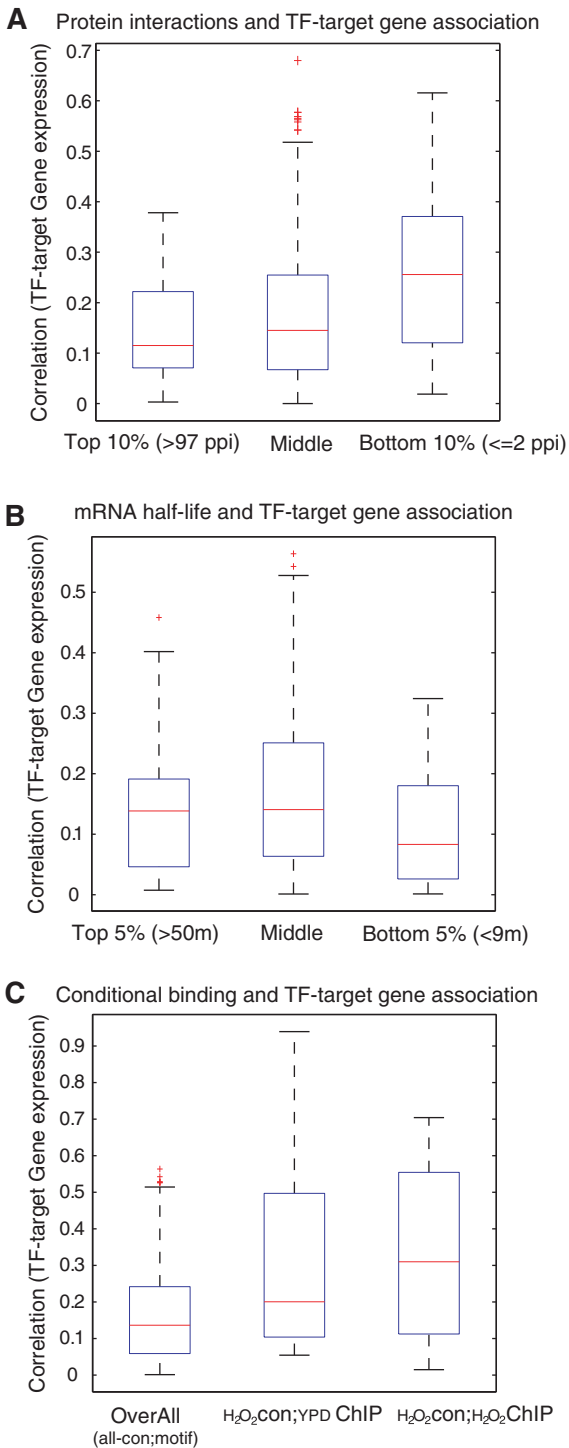 A Protein interactions and TF-target gene association
Correlation (TF-target Gene expression)
0.7
0.6
0.5
0.4
0.3
0.2
0.1
0
Top 10% (>97 ppi) Middle Bottom 10% (<=2 ppi)
B mRNA half-life and TF-target gene association
Correlation (TF-target Gene expression)
0.5
0.4
0.3
0.2
0.1
0
Top 5% (>50m) Middle Bottom 5% (<9m)
C Conditional binding and TF-target gene association
Correlation (TF-target Gene expression)
0.9
0.8
0.7
0.6
0.5
0.4
0.3
0.2
0.1
0
OverAll H₂O₂con;YPD ChIP H₂O₂con;H₂O₂ChIP
(all-con;motif)